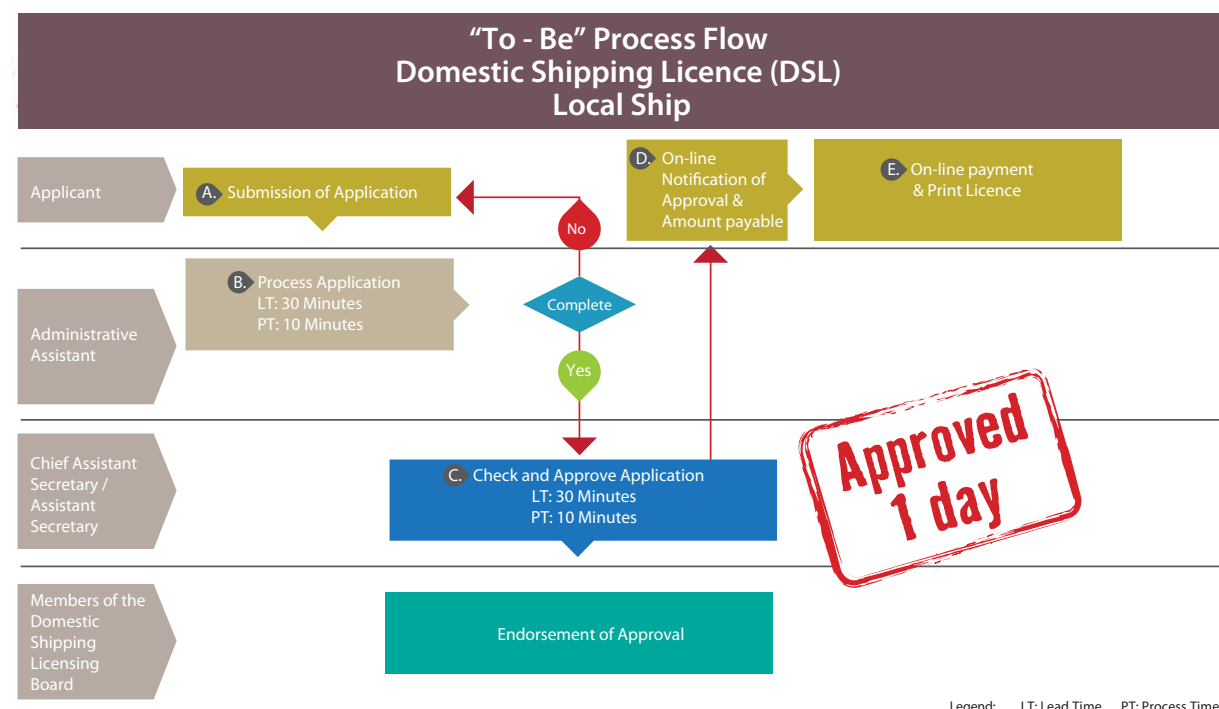 “To - Be” Process Flow
Domestic Shipping Licence (DSL)
Local Ship
Applicant
A. Submission of Application
No
D. On-line
Notification of
Approval &
Amount payable
E. On-line payment
& Print Licence
Administrative
Assistant
B. Process Application
LT: 30 Minutes
PT: 10 Minutes
Complete
Yes
Chief Assistant
Secretary /
Assistant
Secretary
C. Check and Approve Application
LT: 30 Minutes
PT: 10 Minutes
Approved
1 day
Members of the
Domestic
Shipping
Licensing
Board
Endorsement of Approval
Legend: LT: Lead Time PT: Process Time